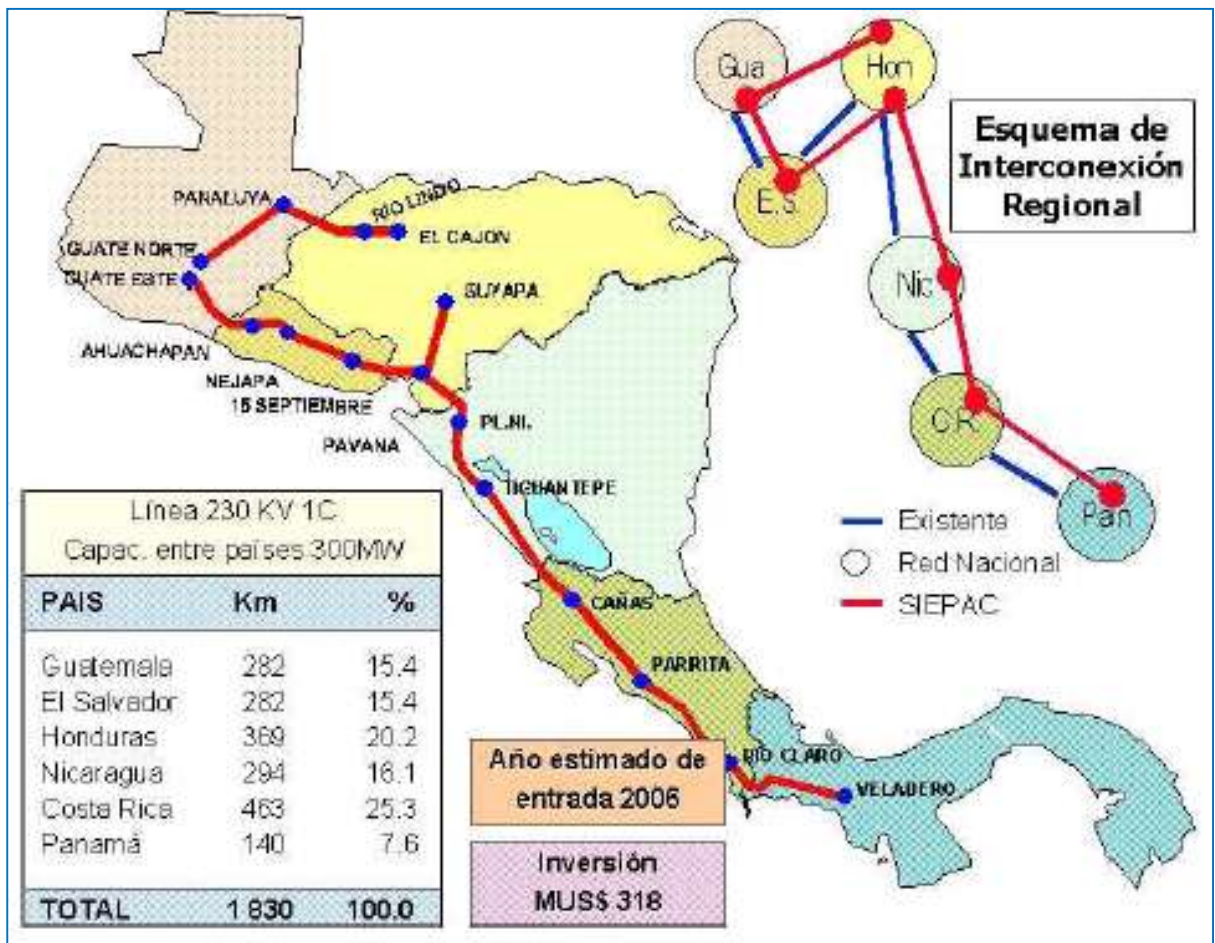 Gua
Hon
E.S.
Nic
C.R.
Pan
Esquema de
Interconexión
Regional
PANALUYA
RÍO LINDO
EL CAJON
GUATE NORTE
GUATE ESTE
SUYAPA
AHUACHAPAN
NEJAPA
15 SEPTIEMBRE
PAVANA
PL.NI.
TIGUANTEPE
CAÑAS
PARRITA
RÍO CLARO
VELADERO
Existente
Red Nacional
SIEPAC
Línea 230 KV 1C
Capac. entre países 300MW
PAIS Km %
Guatemala 282 15.4
El Salvador 282 15.4
Honduras 369 20.2
Nicaragua 294 16.1
Costa Rica 463 25.3
Panamá 140 7.6
TOTAL 1 830 100.0
Año estimado de
entrada 2006
Inversión
MUS$ 318